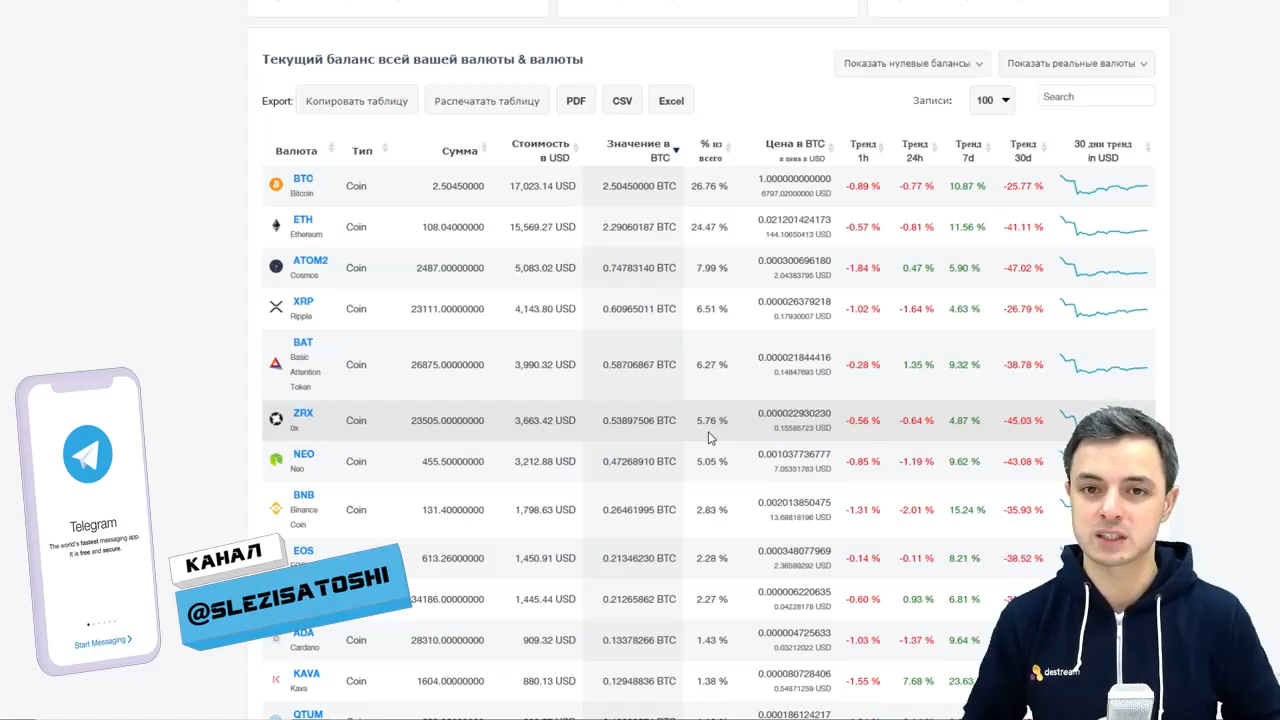 Текущий баланс всей вашей валюты & валюты
Показать нулевые балансы
Показать реальные валюты
Export: Копировать таблицу Распечатать таблицу PDF CSV Excel Записи: 100 Search
Валюта Тип Сумма Стоимость в USD Значение в BTC % из всего Цена в BTC в цена в USD Тренд 1h Тренд 24h Тренд 7d Тренд 30d 30 дни тренд in USD
BTC Bitcoin Coin 2.50450000 17,023.14 USD 2.50450000 BTC 26.76 % 1.000000000000 6797.02000000 USD -0.89 % -0.77 % 10.87 % -25.77 %
ETH Ethereum Coin 108.04000000 15,569.27 USD 2.29060187 BTC 24.47 % 0.021201424173 144.10650413 USD -0.57 % -0.81 % 11.56 % -41.11 %
ATOM2 Cosmos Coin 2487.00000000 5,083.02 USD 0.74783140 BTC 7.99 % 0.000300696180 2.04383795 USD -1.84 % 0.47 % 5.90 % -47.02 %
XRP Ripple Coin 23111.00000000 4,143.80 USD 0.60965011 BTC 6.51 % 0.000026379218 0.17930007 USD -1.02 % -1.64 % 4.63 % -26.79 %
BAT Basic Attention Token Coin 26875.00000000 3,990.32 USD 0.58706867 BTC 6.27 % 0.000021844416 0.14847693 USD -0.28 % 1.35 % 9.32 % -38.78 %
ZRX 0x Coin 23505.00000000 3,663.42 USD 0.53897506 BTC 5.76 % 0.000022930230 0.15585723 USD -0.56 % -0.64 % 4.87 % -45.03 %
NEO Neo Coin 455.50000000 3,212.88 USD 0.47268910 BTC 5.05 % 0.001037736777 7.05351763 USD -0.85 % -1.19 % 9.62 % -43.08 %
BNB Binance Coin Coin 131.40000000 1,798.63 USD 0.26461995 BTC 2.83 % 0.002013850475 13.68818196 USD -1.31 % -2.01 % 15.24 % -35.93 %
EOS Coin 613.26000000 1,450.91 USD 0.21346230 BTC 2.28 % 0.000348077969 2.36589292 USD -0.14 % -0.11 % 8.21 % -38.52 %
34186.00000000 1,445.44 USD 0.21265862 BTC 2.27 % 0.000006220635 0.04228178 USD -0.60 % 0.93 % 6.81 %
ADA Cardano Coin 28310.00000000 909.32 USD 0.13378266 BTC 1.43 % 0.000004725633 0.03212022 USD -1.03 % -1.37 % 9.64 %
KAVA Kava Coin 1604.00000000 880.13 USD 0.12948836 BTC 1.38 % 0.000080728406 0.54871259 USD -1.55 % 7.68 % 23.63
QTUM 0.000186124217
Telegram
The world's fastest messaging app.
It is free and secure.
Start Messaging
КАНАЛ
@SLEZISATOSHI
destream